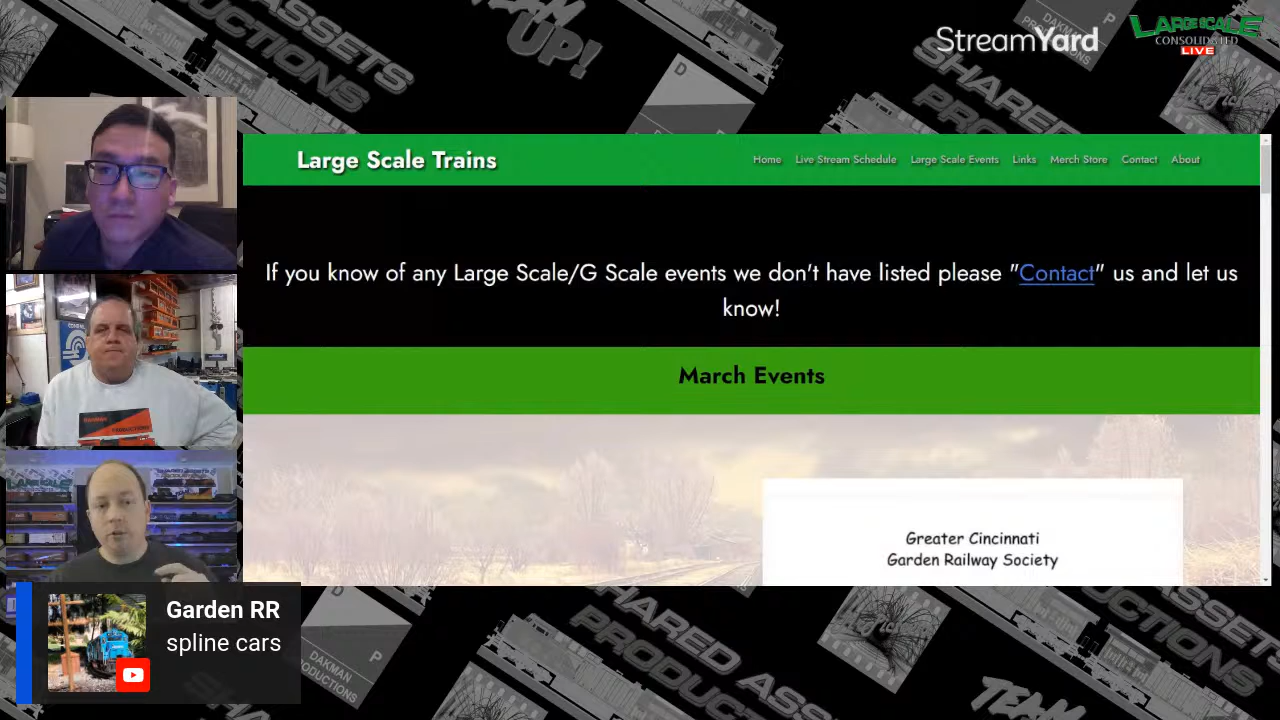 StreamYard
LARGE SCALE
CONSOLIDATED
LIVE
Large Scale Trains
Home Live Stream Schedule Large Scale Events Links Merch Store Contact About
If you know of any Large Scale/G Scale events we don't have listed please "Contact" us and let us
know!
March Events
Greater Cincinnati
Garden Railway Society
Garden RR
spline cars
TEAM
UP!
SHARED
D P
DAKMAN
PRODUCTIONS
SHARED ASSETS
PRODUCTIONS
TEAM